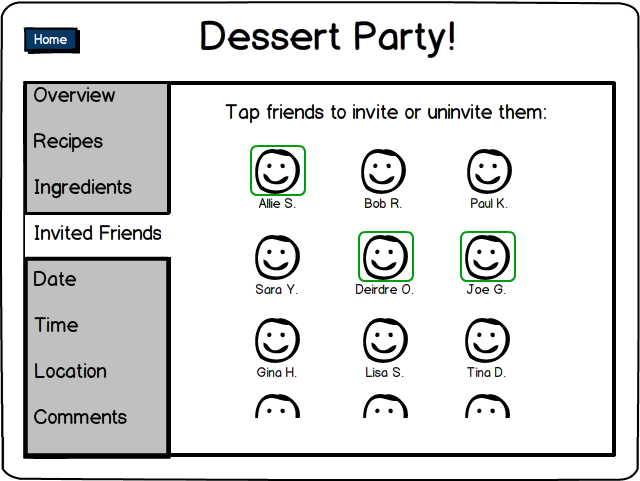 Home
Dessert Party!
Overview
Recipes
Ingredients
Invited Friends
Date
Time
Location
Comments
Tap friends to invite or uninvite them:
Allie S.
Bob R.
Paul K.
Sara Y.
Deirdre O.
Joe G.
Gina H.
Lisa S.
Tina D.